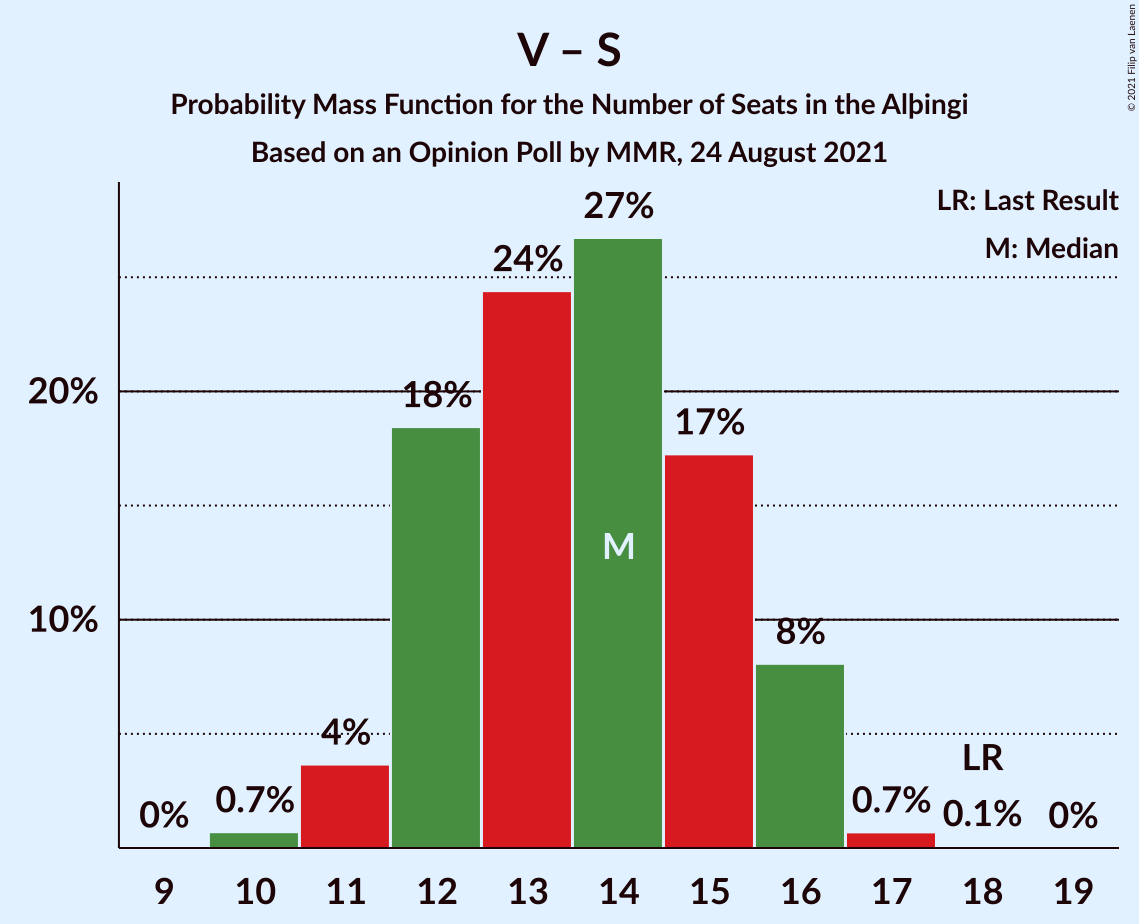 V – S
Probability Mass Function for the Number of Seats in the Alþingi
Based on an Opinion Poll by MMR, 24 August 2021
© 2021 Filip van Laenen
LR: Last Result
M: Median
20%
10%
0%
0.7%
4%
18%
24%
27%
M
17%
8%
0.7%
LR
0.1%
0%
9 10 11 12 13 14 15 16 17 18 19